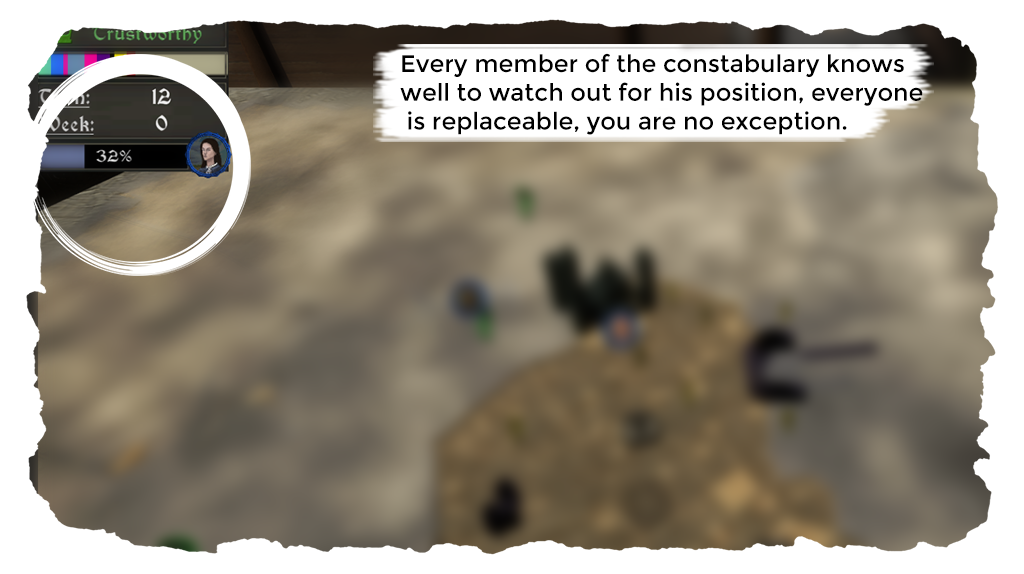 Trustworthy
12
Week:
0
32%
Every member of the constabulary knows
well to watch out for his position, everyone
is replaceable, you are no exception.